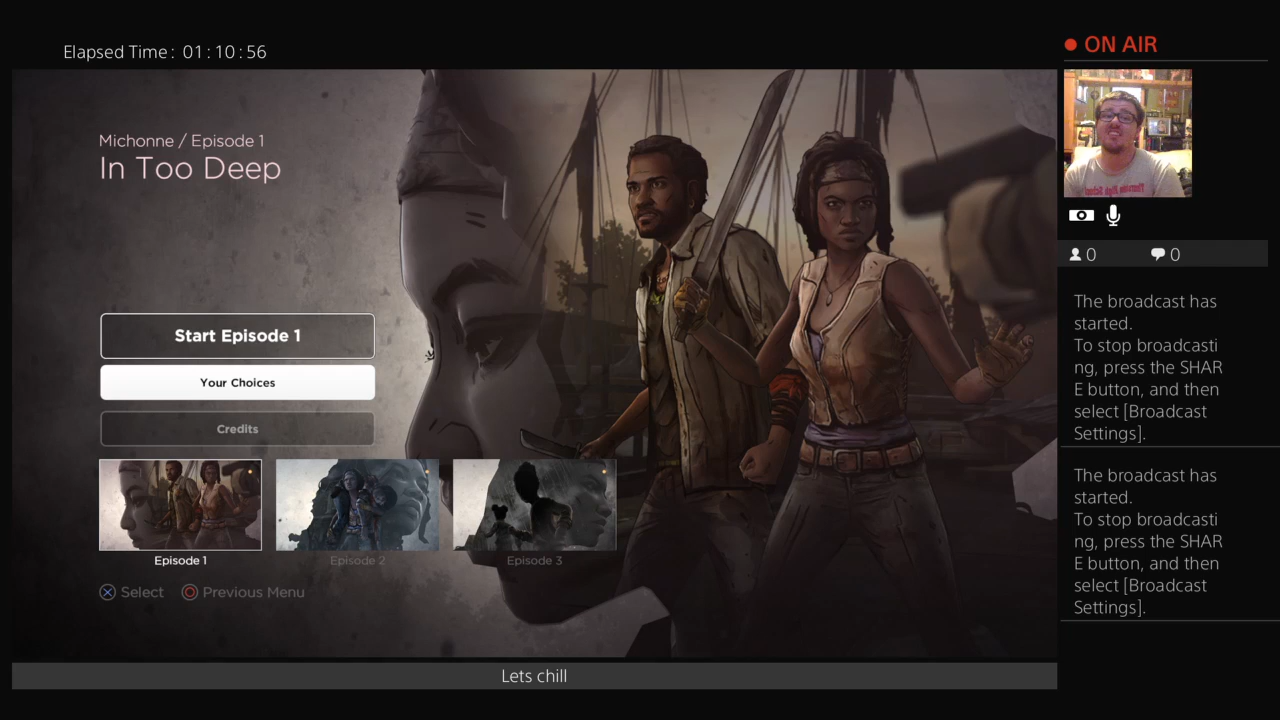 Elapsed Time: 01:10:56
ON AIR
Michonne / Episode 1
In Too Deep
Start Episode 1
Your Choices
Credits
Episode 1
Episode 2
Episode 3
Select
Previous Menu
Lets chill
0
0
The broadcast has
started.
To stop broadcasti
ng, press the SHAR
E button, and then
select [Broadcast
Settings].
The broadcast has
started.
To stop broadcasti
ng, press the SHAR
E button, and then
select [Broadcast
Settings].